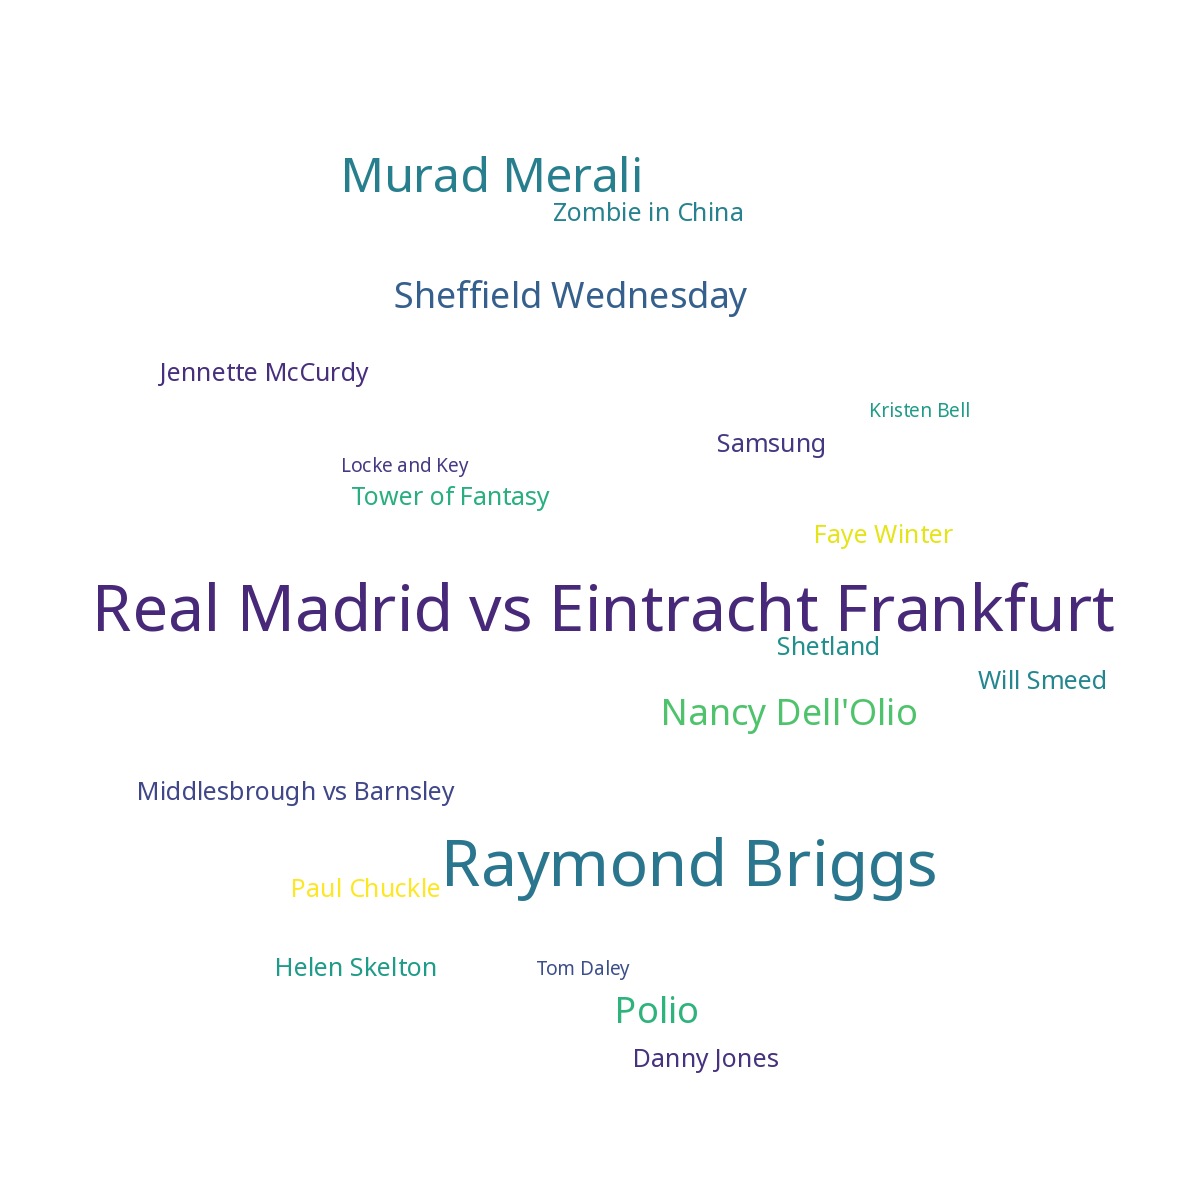 Murad Merali
Zombie in China
Sheffield Wednesday
Jennette McCurdy
Kristen Bell
Samsung
Locke and Key
Tower of Fantasy
Faye Winter
Real Madrid vs Eintracht Frankfurt
Shetland
Will Smeed
Nancy Dell'Olio
Middlesbrough vs Barnsley
Raymond Briggs
Paul Chuckle
Helen Skelton
Tom Daley
Polio
Danny Jones